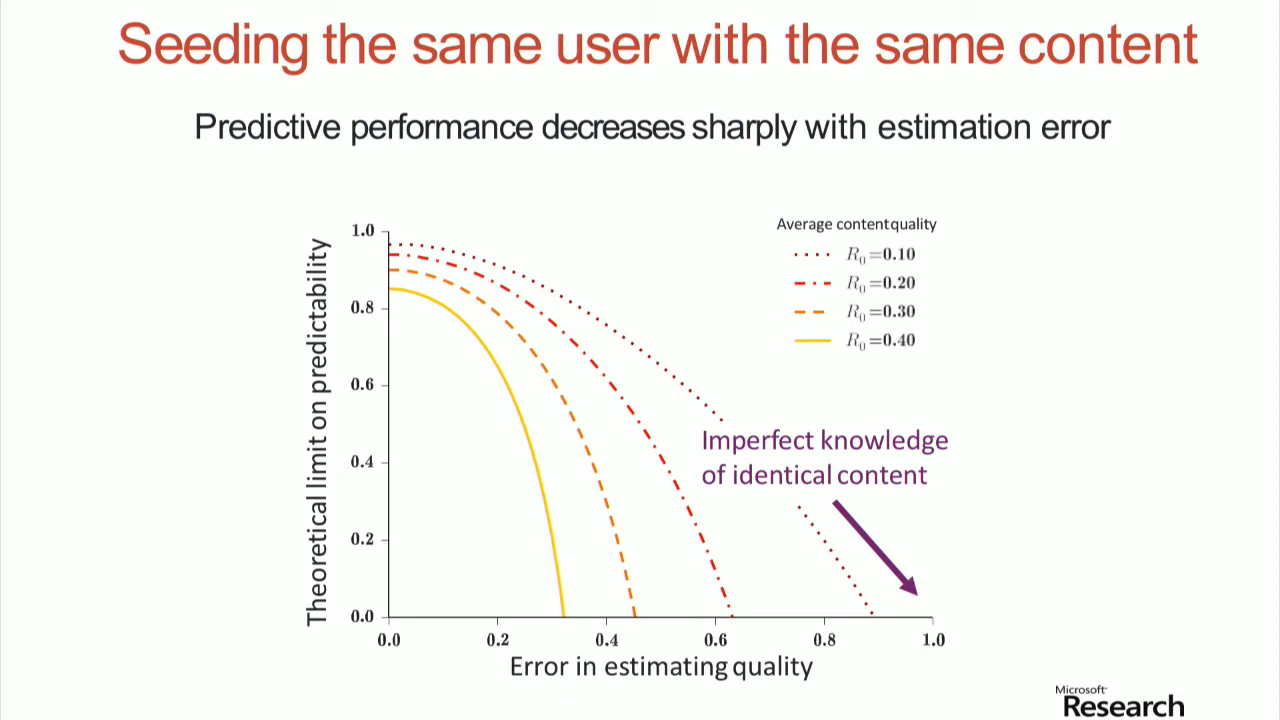 Seeding the same user with the same content
Predictive performance decreases sharply with estimation error
Theoretical limit on predictability
1.0
0.8
0.6
0.4
0.2
0.0
0.0 0.2 0.4 0.6 0.8 1.0
Error in estimating quality
Average content quality
R₀=0.10
R₀=0.20
R₀=0.30
R₀=0.40
Imperfect knowledge
of identical content
Microsoft
Research